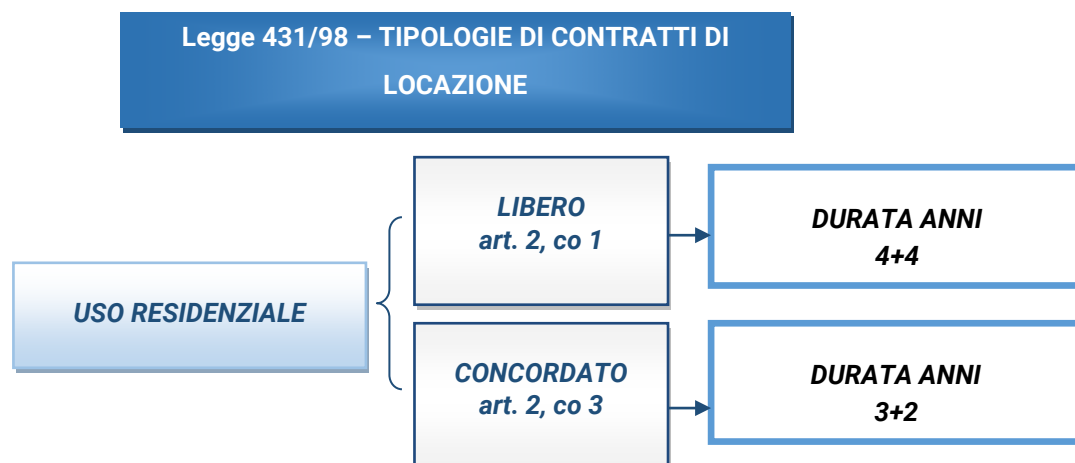 Legge 431/98 – TIPOLOGIE DI CONTRATTI DI
LOCAZIONE
USO RESIDENZIALE
LIBERO
art. 2, co 1
DURATA ANNI
4+4
CONCORDATO
art. 2, co 3
DURATA ANNI
3+2